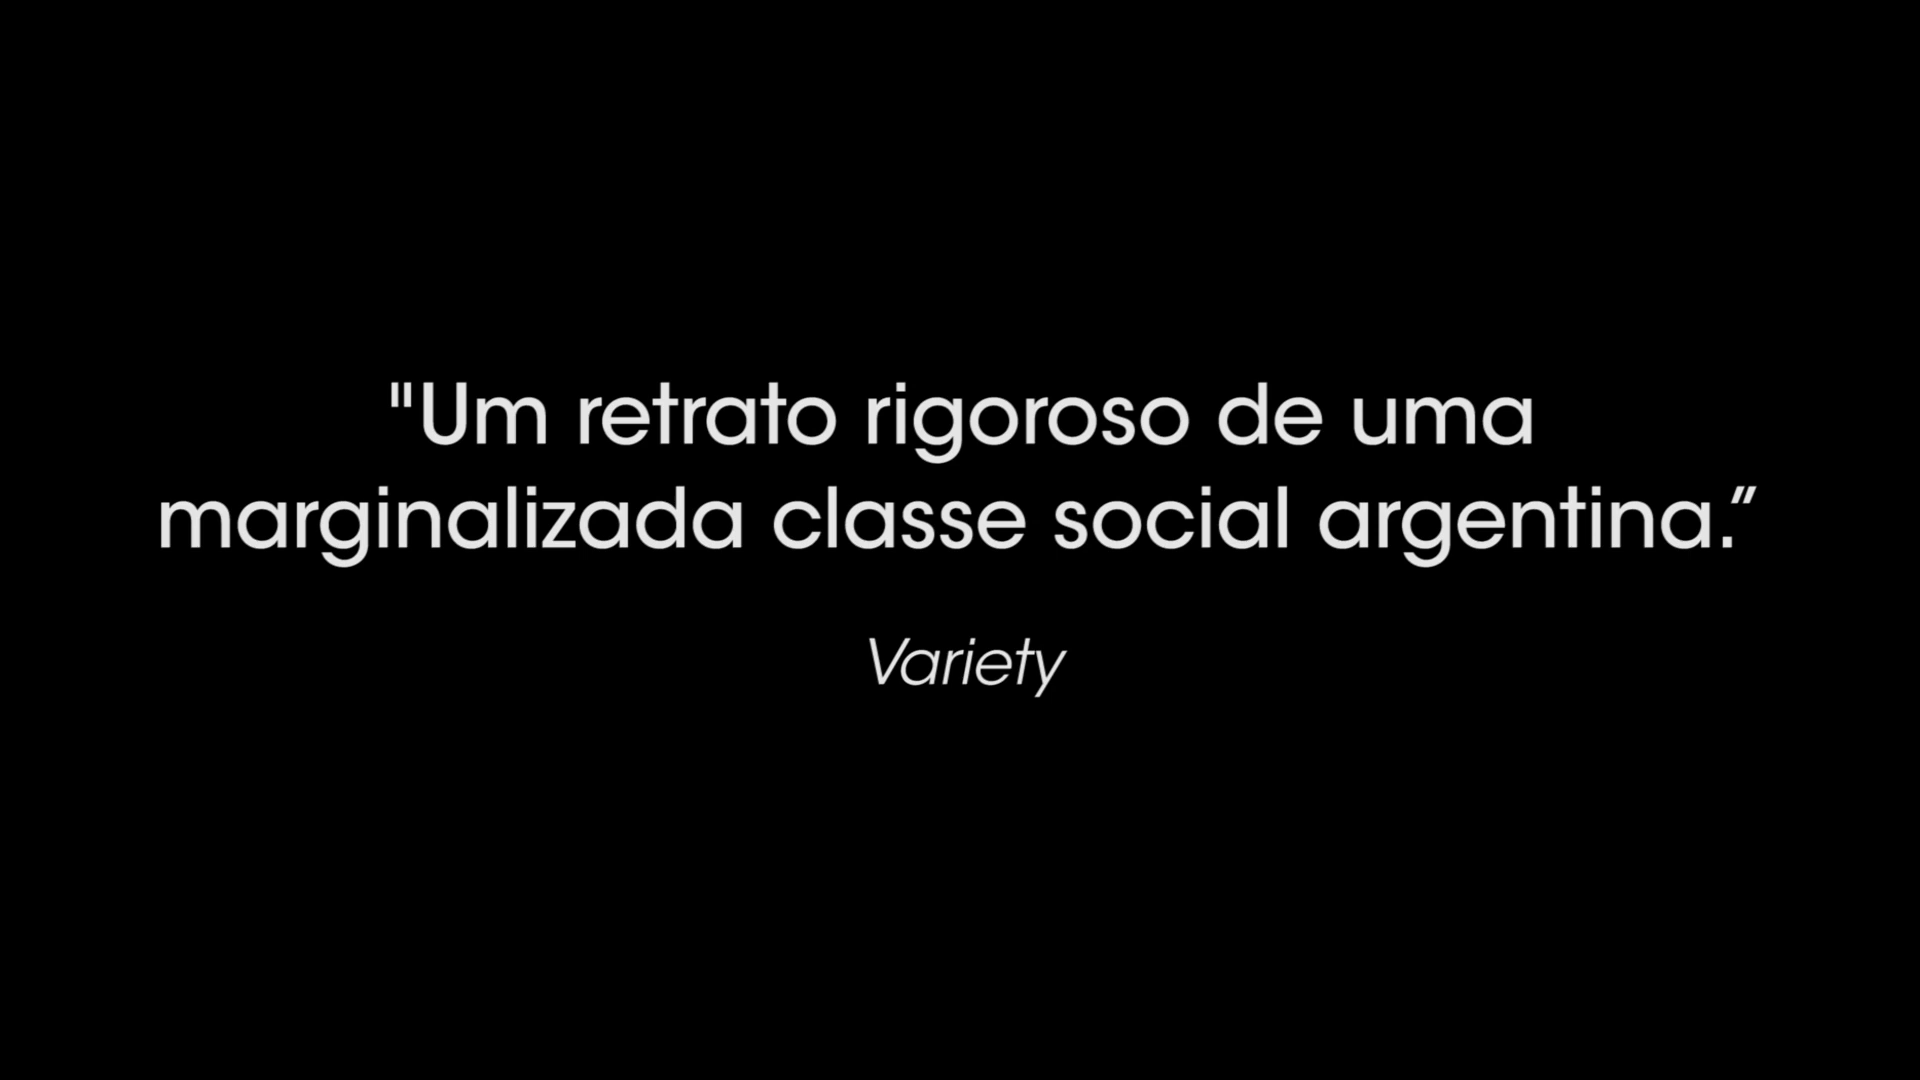 "Um retrato rigoroso de uma
marginalizada classe social argentina.”
Variety